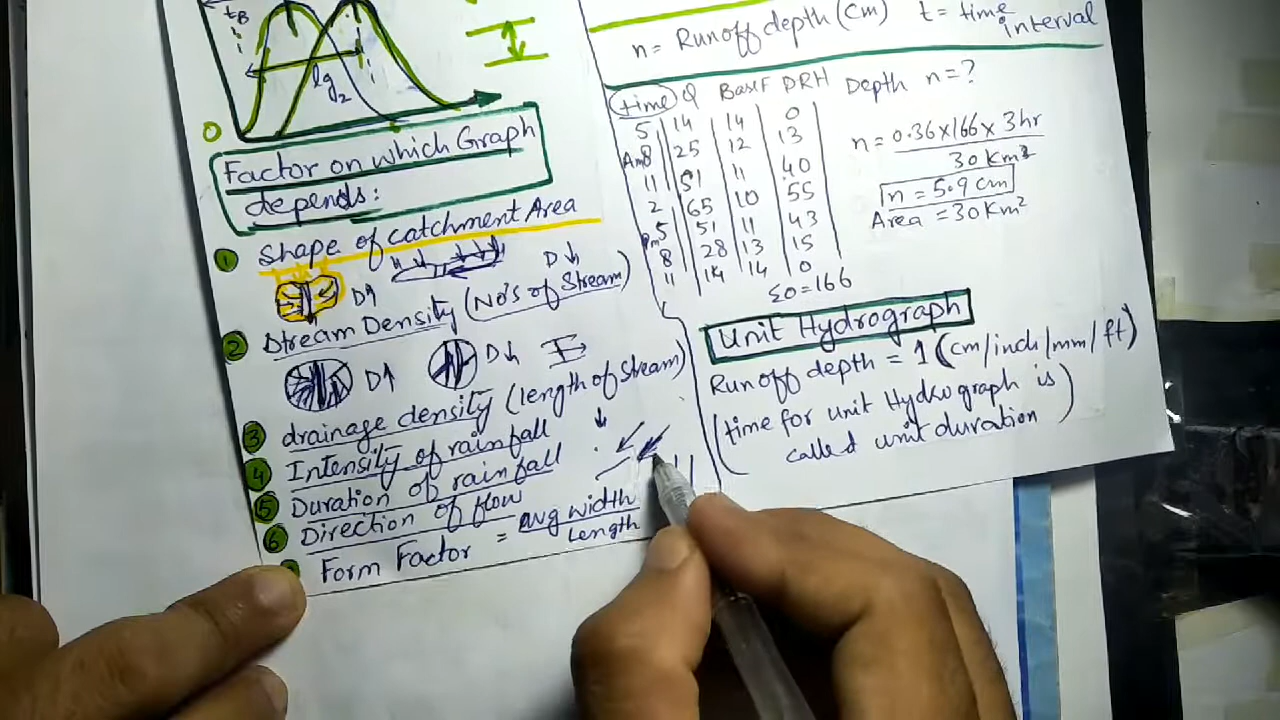 tB
lg2
0
Factor on which Graph
depends:
① Shape of catchment Area
D↑ D↓
② Stream Density (No's of Stream)
D↑ D↓
③ drainage density (length of Stream)
④ Intensity of rainfall
⑤ Duration of rainfall
⑥ Direction of flow
Form Factor = avg width / Length
n = Runoff depth (cm) t = time
interval
time Q BaseF DRH
5 14 14 0
Am 8 25 12 13
11 51 11 40
2 65 10 55
5 51 11 43
Pm 8 28 13 15
11 14 14 0
Σo=166
Depth n=?
n = 0.36x166x 3hr
30 Km²
n = 5.9 cm
Area = 30 Km²
Unit Hydrograph
Runoff depth = 1 (cm/inch/mm/ft)
(time for unit Hydrograph is
called unit duration)